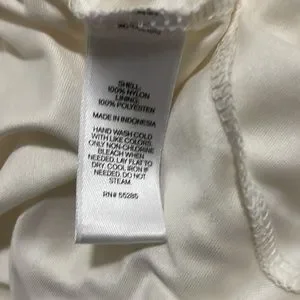 SHELL:
100% NYLON
LINING:
100% POLYESTER
MADE IN INDONESIA
HAND WASH COLD
WITH LIKE COLORS.
ONLY NON-CHLORINE
BLEACH WHEN
NEEDED. LAY FLAT TO
DRY. COOL IRON IF
NEEDED. DO NOT
STEAM.
RN# 55285